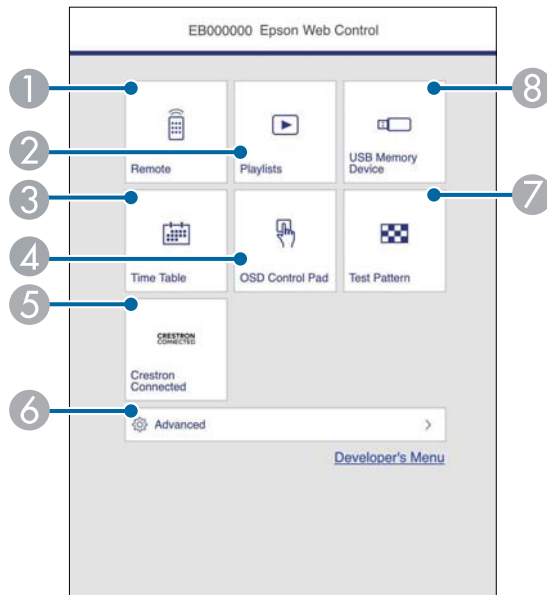 EB000000 Epson Web Control
1
8
2
Remote
Playlists
USB Memory
Device
3
7
4
Time Table
OSD Control Pad
Test Pattern
5
CRESTRON
CONNECTED
Crestron
Connected
6
Advanced
Developer's Menu